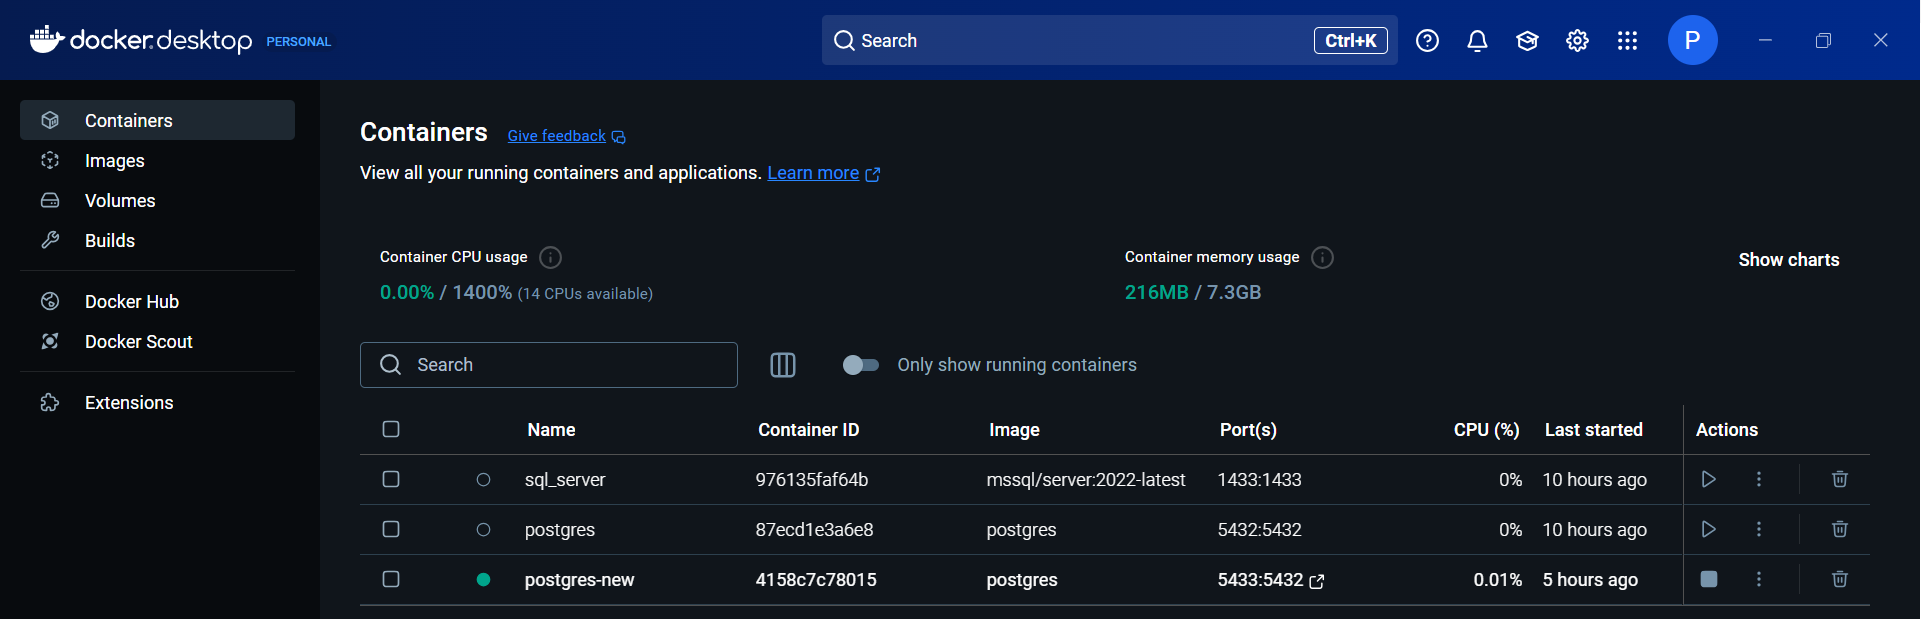 docker.desktop PERSONAL Search Ctrl+K P
Containers
Images
Volumes
Builds
Docker Hub
Docker Scout
Extensions
Containers Give feedback
View all your running containers and applications. Learn more
Container CPU usage
0.00% / 1400% (14 CPUs available)
Container memory usage
216MB / 7.3GB
Show charts
Search
Only show running containers
Name Container ID Image Port(s) CPU (%) Last started Actions
sql_server 976135faf64b mssql/server:2022-latest 1433:1433 0% 10 hours ago
postgres 87ecd1e3a6e8 postgres 5432:5432 0% 10 hours ago
postgres-new 4158c7c78015 postgres 5433:5432 0.01% 5 hours ago